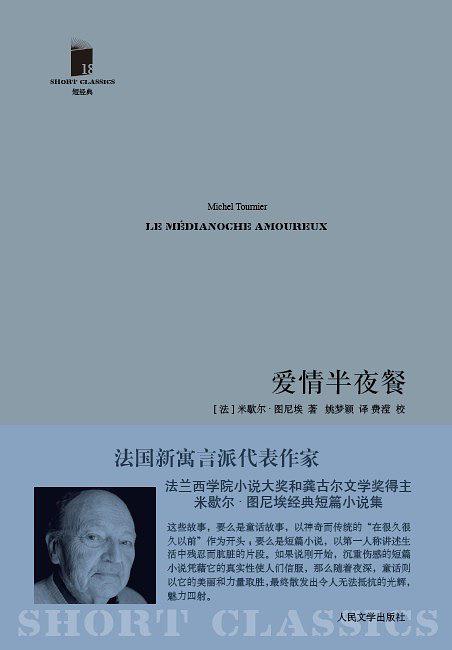 18
SHORT CLASSICS
短经典
Michel Tournier
LE MÉDIANOCHE AMOUREUX
爱情半夜餐
[法] 米歇尔·图尼埃 著 姚梦颖 译 费滢 校
法国新寓言派代表作家
法兰西学院小说大奖和龚古尔文学奖得主
米歇尔·图尼埃经典短篇小说集
这些故事，要么是童话故事，以神奇而传统的“在很久很
久以前”作为开头；要么是短篇小说，以第一人称讲述生
活中残忍而肮脏的片段。如果说刚开始，沉重伤感的短篇
小说凭藉它的真实性使人们信服，那么随着夜深，童话则
以它的美丽和力量取胜，最终散发出令人无法抵抗的光辉，
魅力四射。
人民文学出版社
SHORT CLASSICS